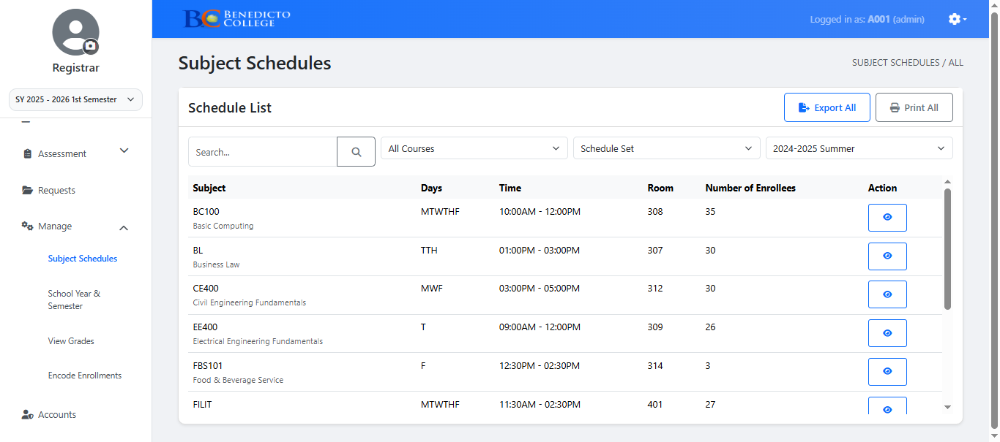 BC BENEDICTO COLLEGE
Logged in as: A001 (admin)
Registrar
SY 2025 - 2026 1st Semester
Assessment
Requests
Manage
Subject Schedules
School Year &
Semester
View Grades
Encode Enrollments
Accounts
Subject Schedules
SUBJECT SCHEDULES / ALL
Schedule List
Export All
Print All
Search...
All Courses
Schedule Set
2024-2025 Summer
Subject Days Time Room Number of Enrollees Action
BC100 MTWTHF 10:00AM - 12:00PM 308 35
Basic Computing
BL TTH 01:00PM - 03:00PM 307 30
Business Law
CE400 MWF 03:00PM - 05:00PM 312 30
Civil Engineering Fundamentals
EE400 T 09:00AM - 12:00PM 309 26
Electrical Engineering Fundamentals
FBS101 F 12:30PM - 02:30PM 314 3
Food & Beverage Service
FILIT MTWTHF 11:30AM - 02:30PM 401 27